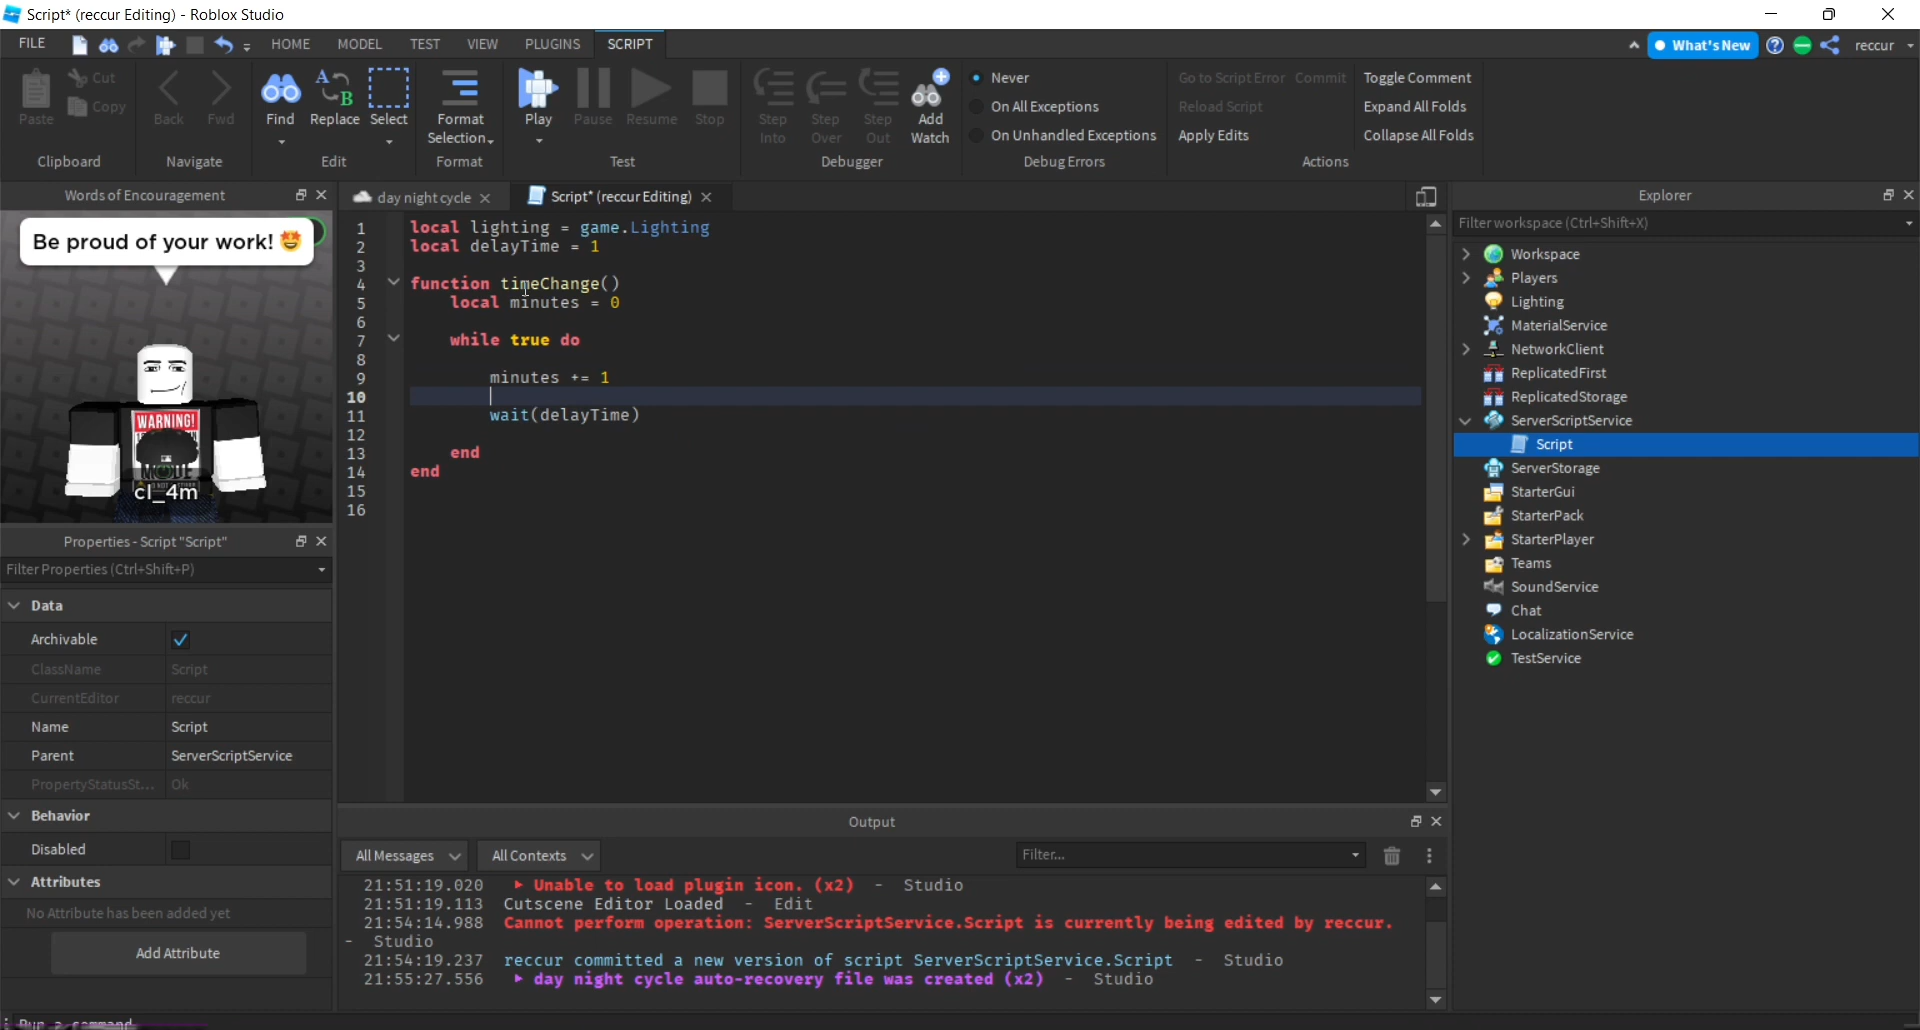 Script* (reccur Editing) - Roblox Studio
FILE HOME MODEL TEST VIEW PLUGINS SCRIPT What's New reccur
Paste Cut Copy
Clipboard
Back Fwd
Navigate
Find Replace Select
Edit
Format Selection
Format
Play Pause Resume Stop
Test
Step Into Step Over Step Out Add Watch
Debugger
Never
On All Exceptions
On Unhandled Exceptions
Debug Errors
Go to Script Error Commit Toggle Comment
Reload Script Expand All Folds
Apply Edits Collapse All Folds
Actions
Words of Encouragement
Be proud of your work! 🤩
WARNING!
cl_4m
Properties - Script "Script"
Filter Properties (Ctrl+Shift+P)
Data
Archivable
ClassName Script
CurrentEditor reccur
Name Script
Parent ServerScriptService
PropertyStatusSt... Ok
Behavior
Disabled
Attributes
No Attribute has been added yet
Add Attribute
day night cycle Script* (reccur Editing)
1 local lighting = game.Lighting
2 local delayTime = 1
3
4 function timeChange()
5 local minutes = 0
6
7 while true do
8
9 minutes += 1
10
11 wait(delayTime)
12
13 end
14 end
15
16
Output
All Messages All Contexts Filter...
21:51:19.020 Unable to load plugin icon. (x2) - Studio
21:51:19.113 Cutscene Editor Loaded - Edit
21:54:14.988 Cannot perform operation: ServerScriptService.Script is currently being edited by reccur.
- Studio
21:54:19.237 reccur committed a new version of script ServerScriptService.Script - Studio
21:55:27.556 day night cycle auto-recovery file was created (x2) - Studio
Explorer
Filter workspace (Ctrl+Shift+X)
Workspace
Players
Lighting
MaterialService
NetworkClient
ReplicatedFirst
ReplicatedStorage
ServerScriptService
Script
ServerStorage
StarterGui
StarterPack
StarterPlayer
Teams
SoundService
Chat
LocalizationService
TestService
Run a command